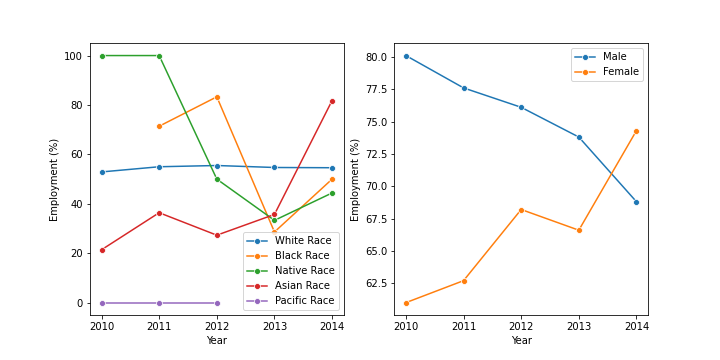 100
80
60
40
20
0
Employment (%)
2010 2011 2012 2013 2014
Year
White Race
Black Race
Native Race
Asian Race
Pacific Race
80.0
77.5
75.0
72.5
70.0
67.5
65.0
62.5
Employment (%)
2010 2011 2012 2013 2014
Year
Male
Female